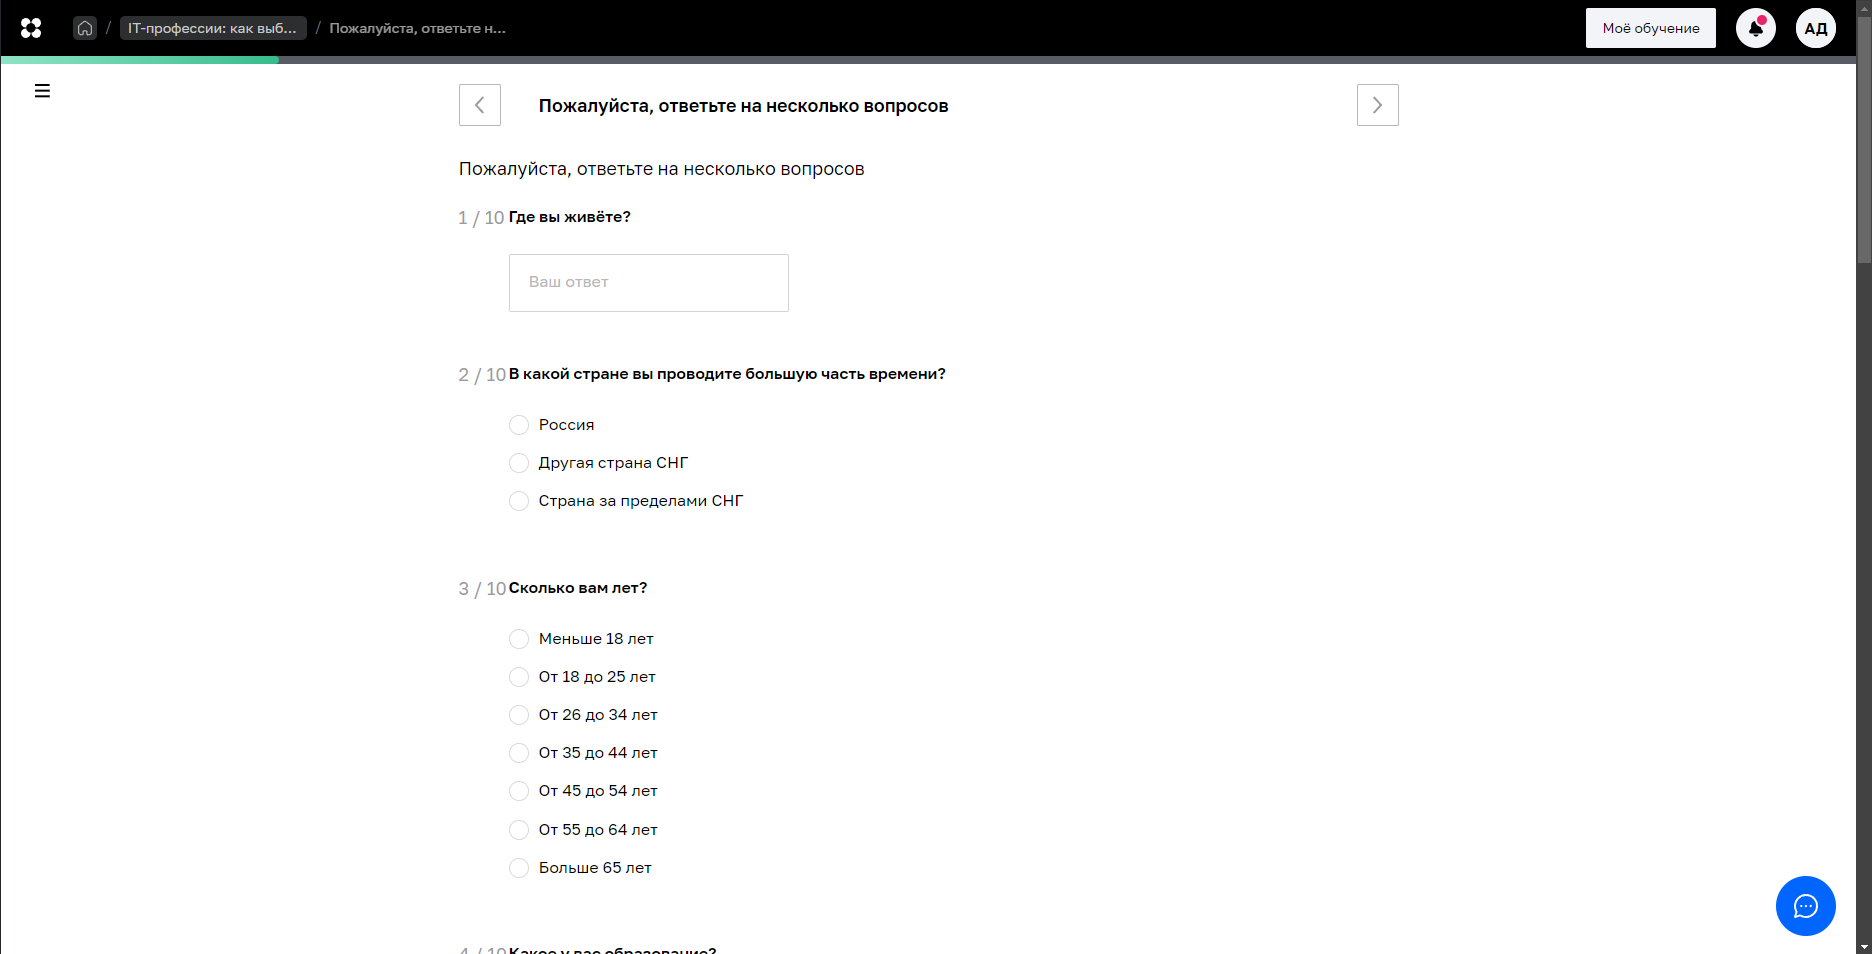 IT-профессии: как выб... / Пожалуйста, ответьте н...
Моё обучение
АД
Пожалуйста, ответьте на несколько вопросов
Пожалуйста, ответьте на несколько вопросов
1 / 10 Где вы живёте?
Ваш ответ
2 / 10 В какой стране вы проводите большую часть времени?
Россия
Другая страна СНГ
Страна за пределами СНГ
3 / 10 Сколько вам лет?
Меньше 18 лет
От 18 до 25 лет
От 26 до 34 лет
От 35 до 44 лет
От 45 до 54 лет
От 55 до 64 лет
Больше 65 лет
4 / 10 Какое у вас образование?